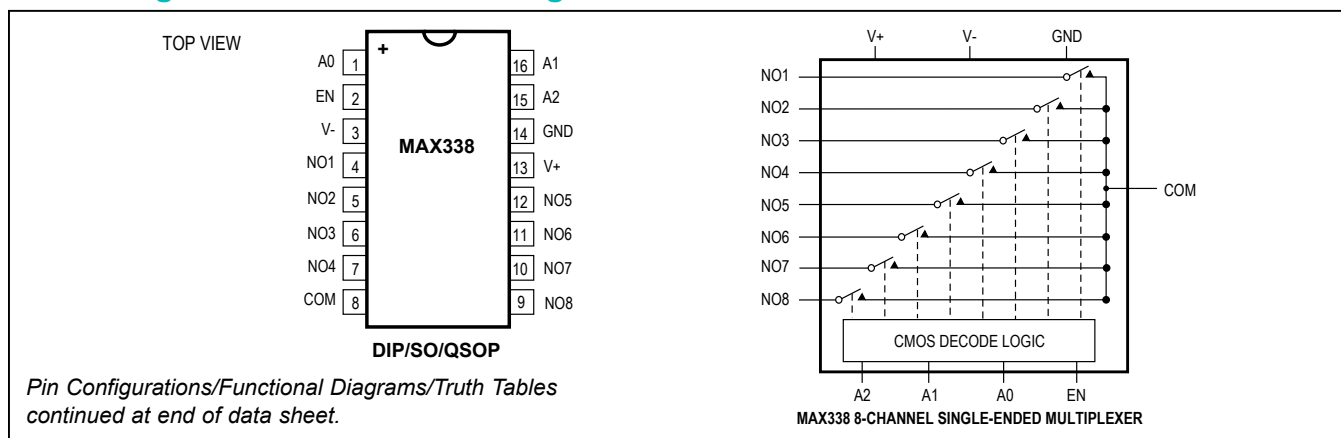 TOP VIEW
+
A0 1
EN 2
V- 3
NO1 4
NO2 5
NO3 6
NO4 7
COM 8
16 A1
15 A2
14 GND
13 V+
12 NO5
11 NO6
10 NO7
9 NO8
MAX338
DIP/SO/QSOP
Pin Configurations/Functional Diagrams/Truth Tables
continued at end of data sheet.
V+ V- GND
NO1
NO2
NO3
NO4
NO5
NO6
NO7
NO8
COM
CMOS DECODE LOGIC
A2 A1 A0 EN
MAX338 8-CHANNEL SINGLE-ENDED MULTIPLEXER